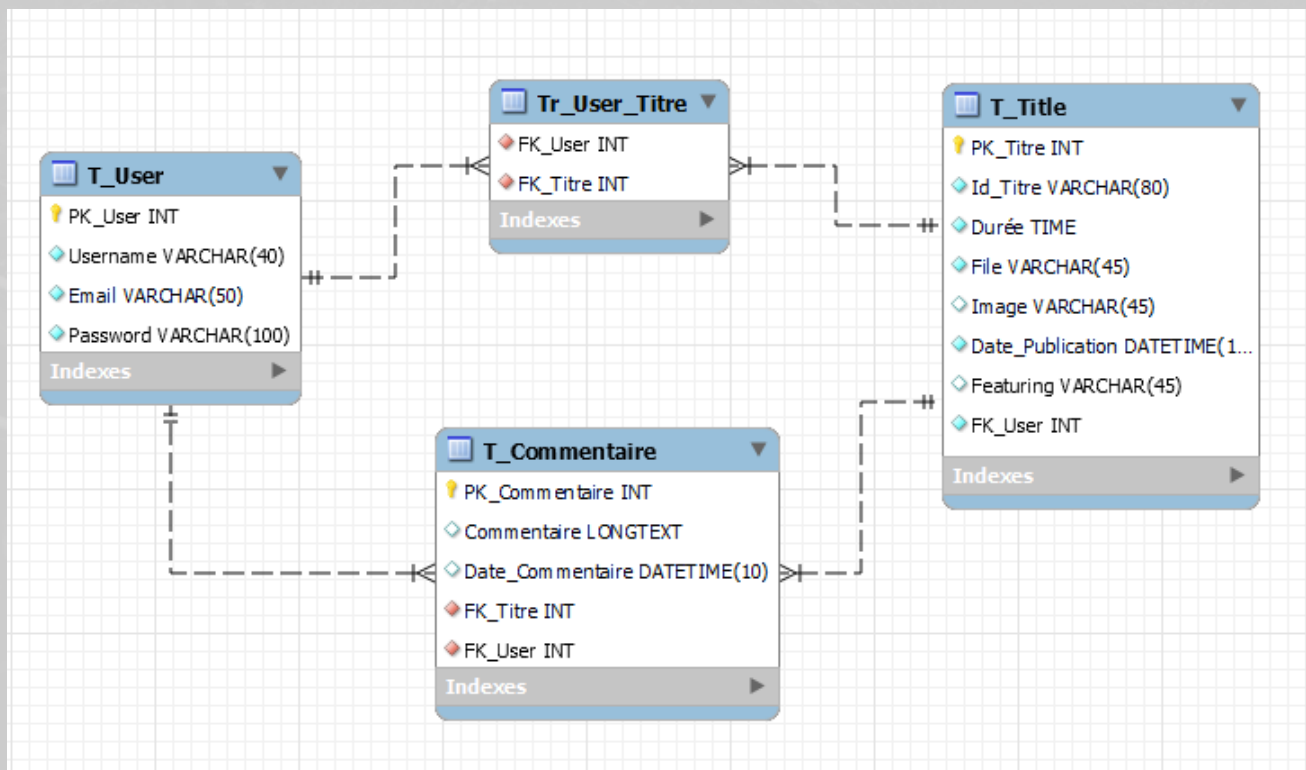 T_User
PK_User INT
Username VARCHAR(40)
Email VARCHAR(50)
Password VARCHAR(100)
Indexes
Tr_User_Titre
FK_User INT
FK_Titre INT
Indexes
T_Title
PK_Titre INT
Id_Titre VARCHAR(80)
Durée TIME
File VARCHAR(45)
Image VARCHAR(45)
Date_Publication DATETIME(1...
Featuring VARCHAR(45)
FK_User INT
Indexes
T_Commentaire
PK_Commentaire INT
Commentaire LONGTEXT
Date_Commentaire DATETIME(10)
FK_Titre INT
FK_User INT
Indexes